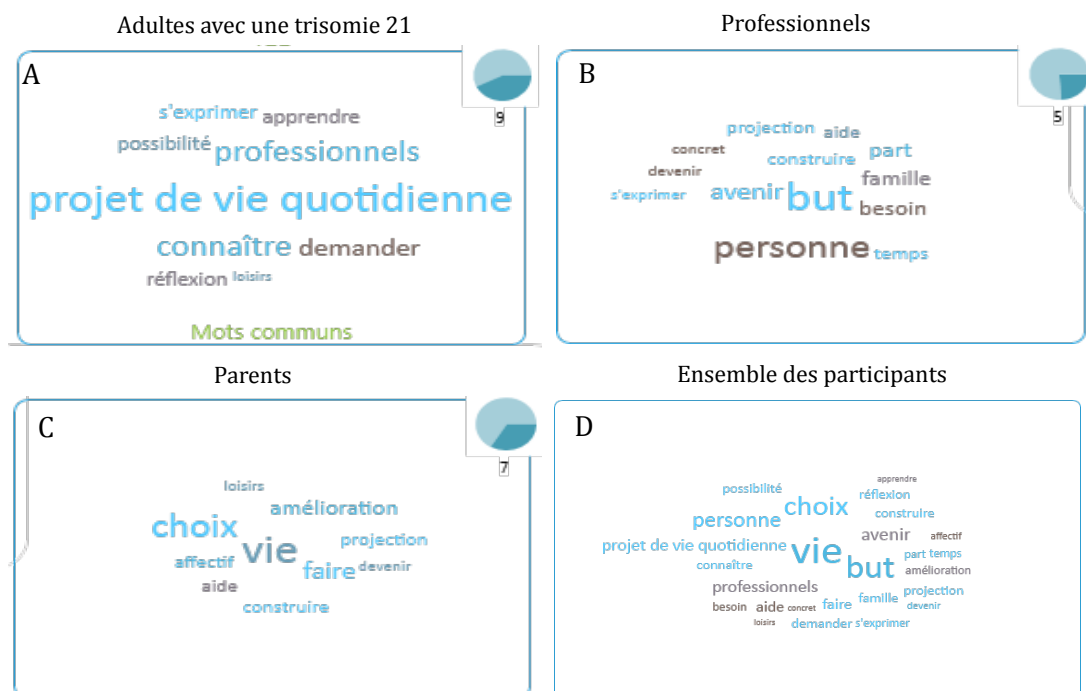 Adultes avec une trisomie 21
A
9
s'exprimer apprendre
possibilité professionnels
projet de vie quotidienne
connaître demander
réflexion loisirs
Mots communs
Professionnels
B
5
projection aide
concret construire part
devenir famille
s'exprimer avenir but besoin
personne temps
Parents
C
7
loisirs
choix amélioration
vie projection
affectif faire devenir
aide
construire
Ensemble des participants
D
apprendre
possibilité choix réflexion
personne construire
avenir affectif
projet de vie quotidienne vie part temps
connaître but amélioration
professionnels projection
besoin aide concret faire famille devenir
loisirs demander s'exprimer